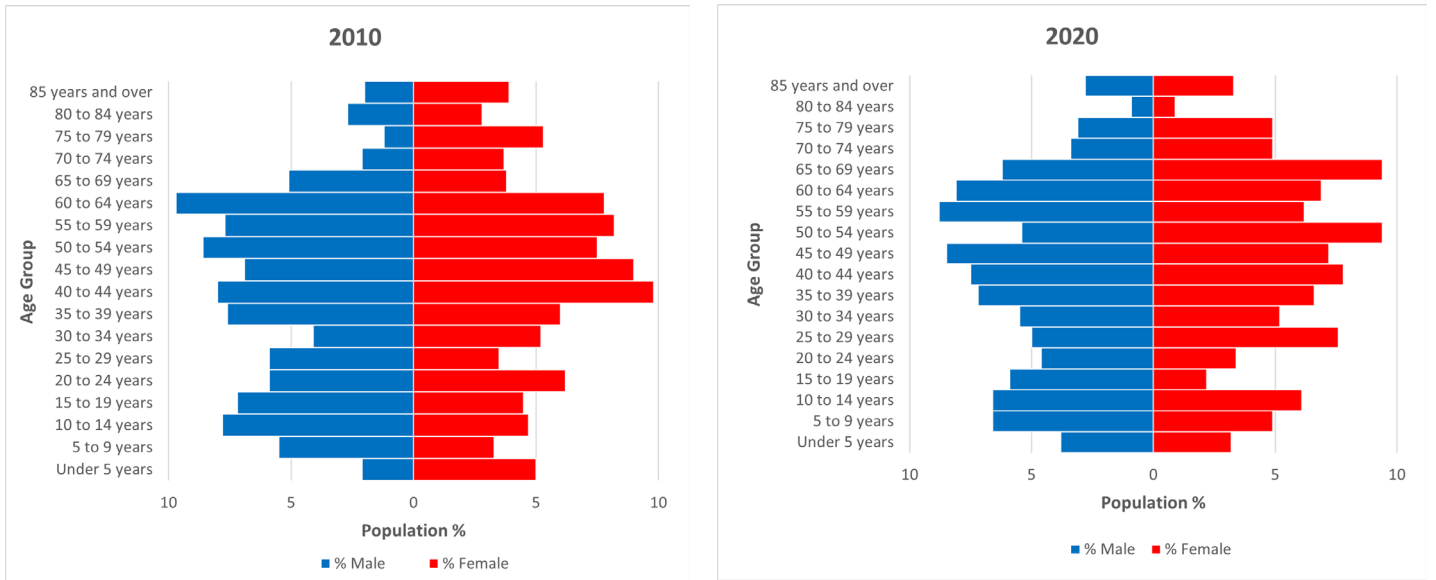 2010
85 years and over
80 to 84 years
75 to 79 years
70 to 74 years
65 to 69 years
60 to 64 years
55 to 59 years
50 to 54 years
45 to 49 years
40 to 44 years
35 to 39 years
30 to 34 years
25 to 29 years
20 to 24 years
15 to 19 years
10 to 14 years
5 to 9 years
Under 5 years
Age Group
10 5 0 5 10
Population %
% Male % Female
2020
85 years and over
80 to 84 years
75 to 79 years
70 to 74 years
65 to 69 years
60 to 64 years
55 to 59 years
50 to 54 years
45 to 49 years
40 to 44 years
35 to 39 years
30 to 34 years
25 to 29 years
20 to 24 years
15 to 19 years
10 to 14 years
5 to 9 years
Under 5 years
Age Group
10 5 0 5 10
Population %
% Male % Female